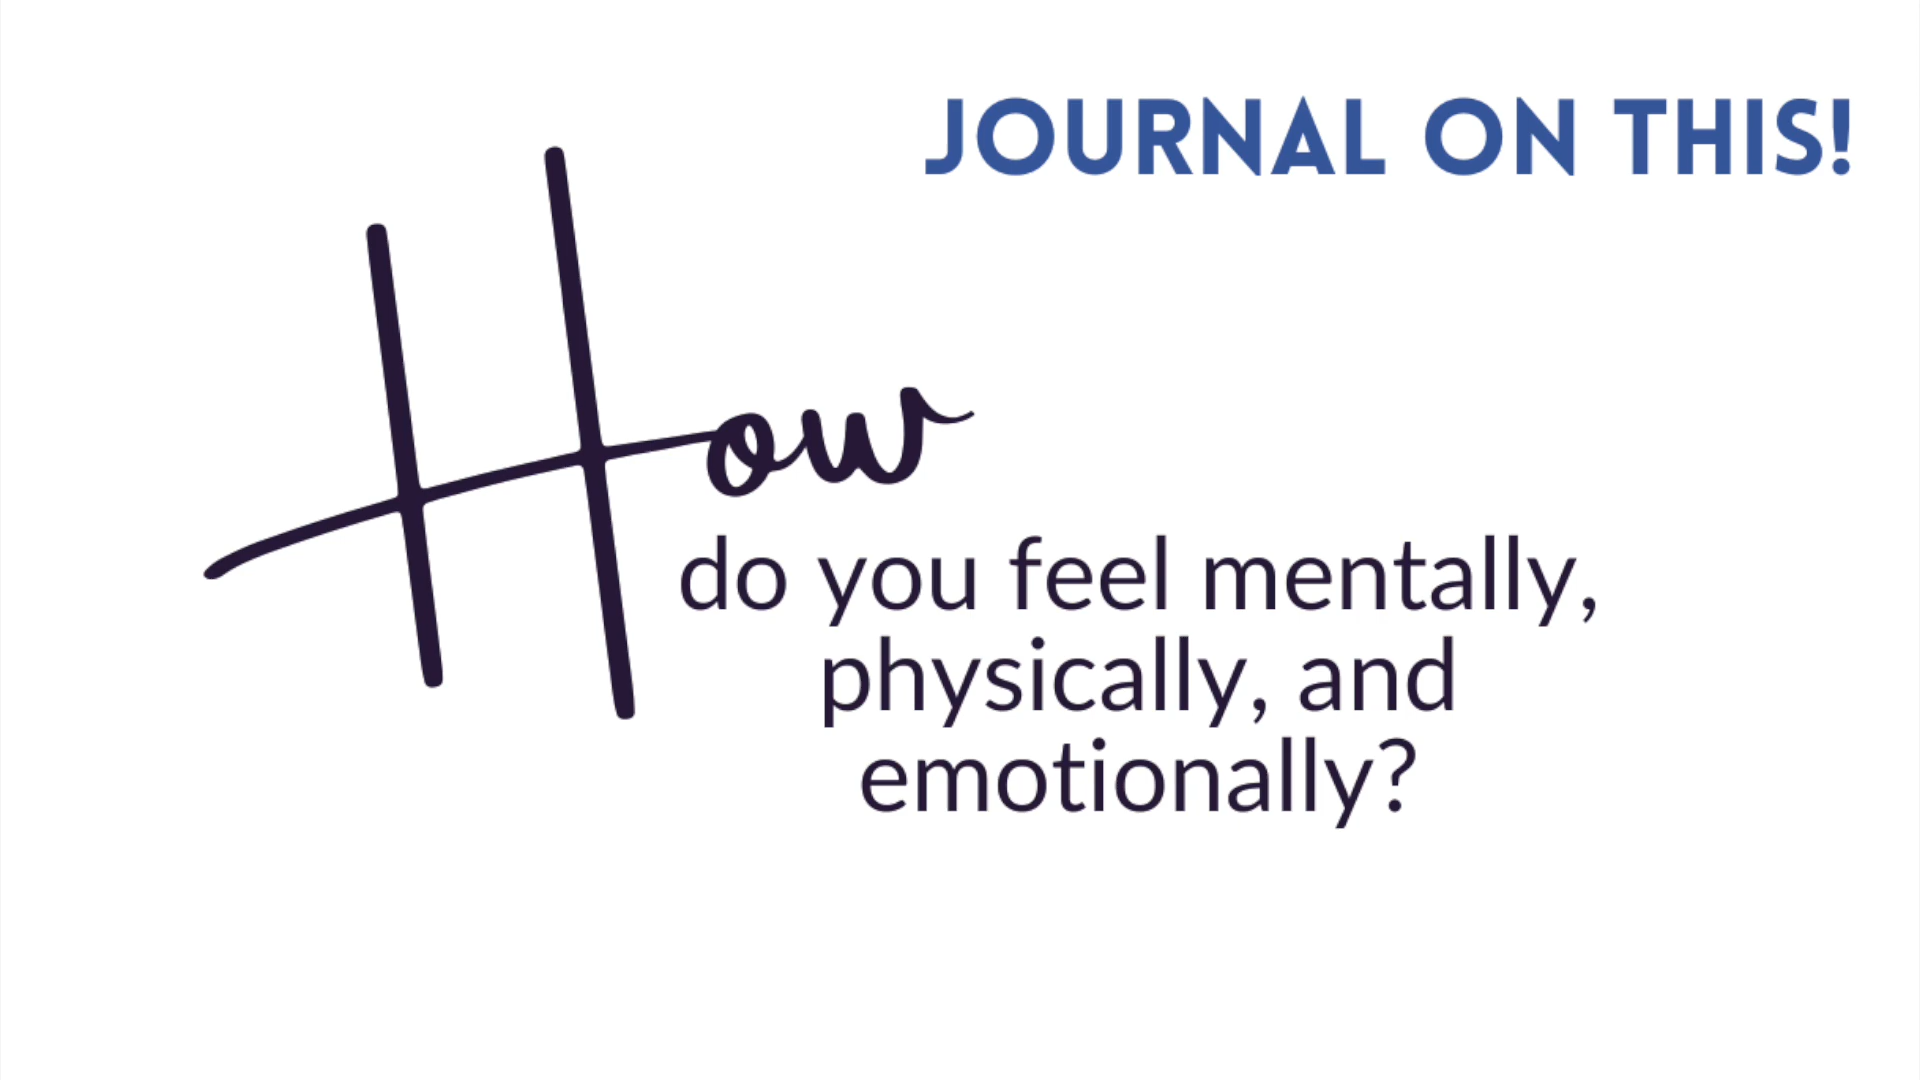 JOURNAL ON THIS!
How
do you feel mentally,
physically, and
emotionally?